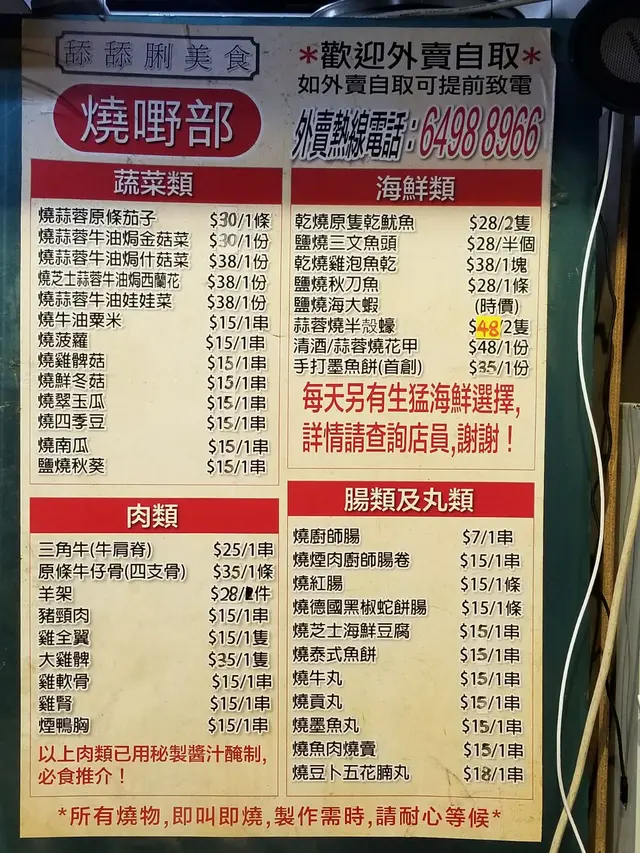 舔舔脷美食
*歡迎外賣自取*
如外賣自取可提前致電
燒嘢部
外賣熱線電話：6498 8966
蔬菜類
燒蒜蓉原條茄子 $30/1條
燒蒜蓉牛油焗金菇菜 $30/1份
燒蒜蓉牛油焗什菇菜 $38/1份
燒芝士蒜蓉牛油焗西蘭花 $38/1份
燒蒜蓉牛油娃娃菜 $38/1份
燒牛油粟米 $15/1串
燒菠蘿 $15/1串
燒雞髀菇 $15/1串
燒鮮冬菇 $15/1串
燒翠玉瓜 $15/1串
燒四季豆 $15/1串
燒南瓜 $15/1串
鹽燒秋葵 $15/1串
海鮮類
乾燒原隻乾魷魚 $28/2隻
鹽燒三文魚頭 $28/半個
乾燒雞泡魚乾 $38/1塊
鹽燒秋刀魚 $28/1條
鹽燒海大蝦 (時價)
蒜蓉燒半殼蠔 $48/2隻
清酒/蒜蓉燒花甲 $48/1份
手打墨魚餅(首創) $35/1份
每天另有生猛海鮮選擇,
詳情請查詢店員,謝謝！
肉類
三角牛(牛肩脊) $25/1串
原條牛仔骨(四支骨) $35/1條
羊架 $28/1件
豬頸肉 $15/1串
雞全翼 $15/1隻
大雞髀 $35/1隻
雞軟骨 $15/1串
雞腎 $15/1串
煙鴨胸 $15/1串
以上肉類已用秘製醬汁醃制,
必食推介！
腸類及丸類
燒廚師腸 $7/1串
燒煙肉廚師腸卷 $15/1串
燒紅腸 $15/1條
燒德國黑椒蛇餅腸 $15/1條
燒芝士海鮮豆腐 $15/1串
燒泰式魚餅 $15/1串
燒牛丸 $15/1串
燒貢丸 $15/1串
燒墨魚丸 $15/1串
燒魚肉燒賣 $15/1串
燒豆卜五花腩丸 $18/1串
*所有燒物,即叫即燒,製作需時,請耐心等候*